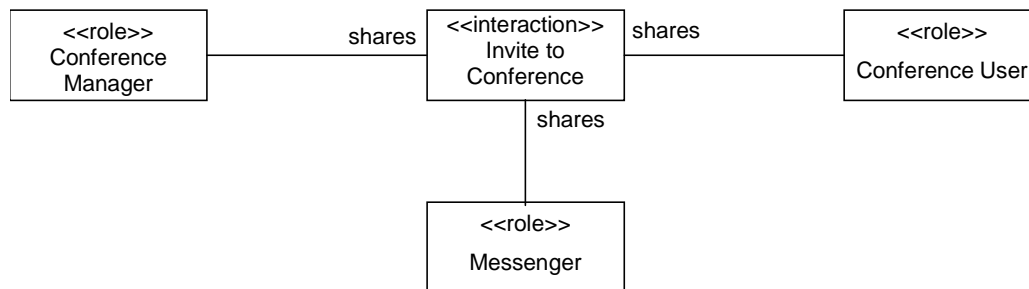 <<role>>
Conference
Manager
shares
<<interaction>>
Invite to
Conference
shares
<<role>>
Conference User
shares
<<role>>
Messenger